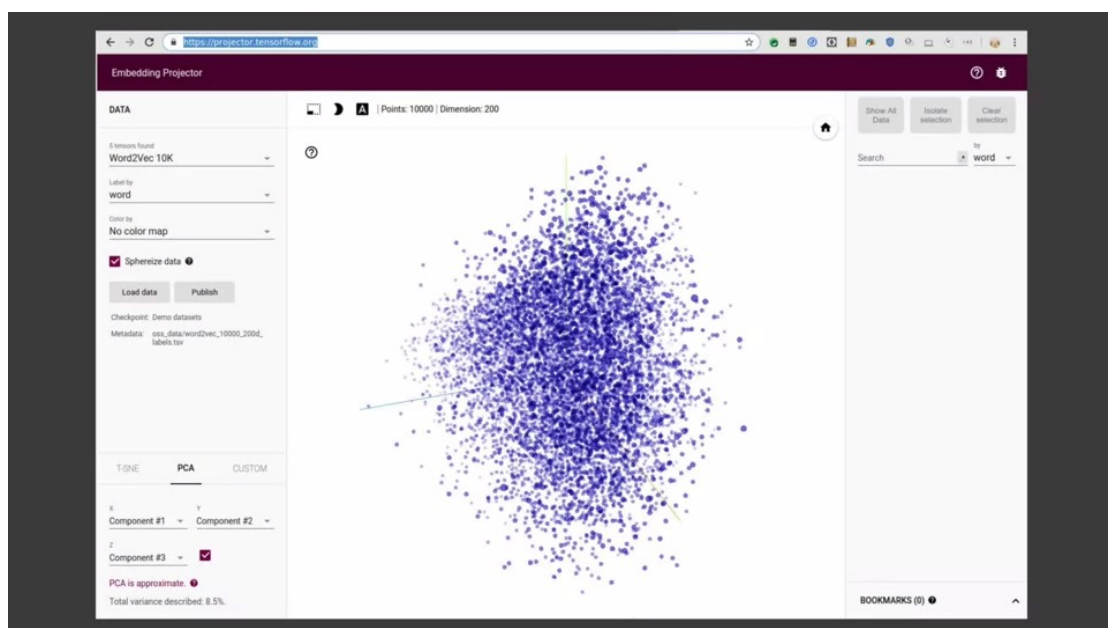 https://projector.tensorflow.org
Embedding Projector
DATA
5 tensors found
Word2Vec 10K
Label by
word
Color by
No color map
Sphereize data
Load data Publish
Checkpoint: Demo datasets
Metadata: oss_data/word2vec_10000_200d_
labels.tsv
T-SNE PCA CUSTOM
X Y
Component #1 Component #2
Z
Component #3
PCA is approximate.
Total variance described: 8.5%.
A | Points: 10000 | Dimension: 200
Show All
Data
Isolate
selection
Clear
selection
Search .* by
word
BOOKMARKS (0)